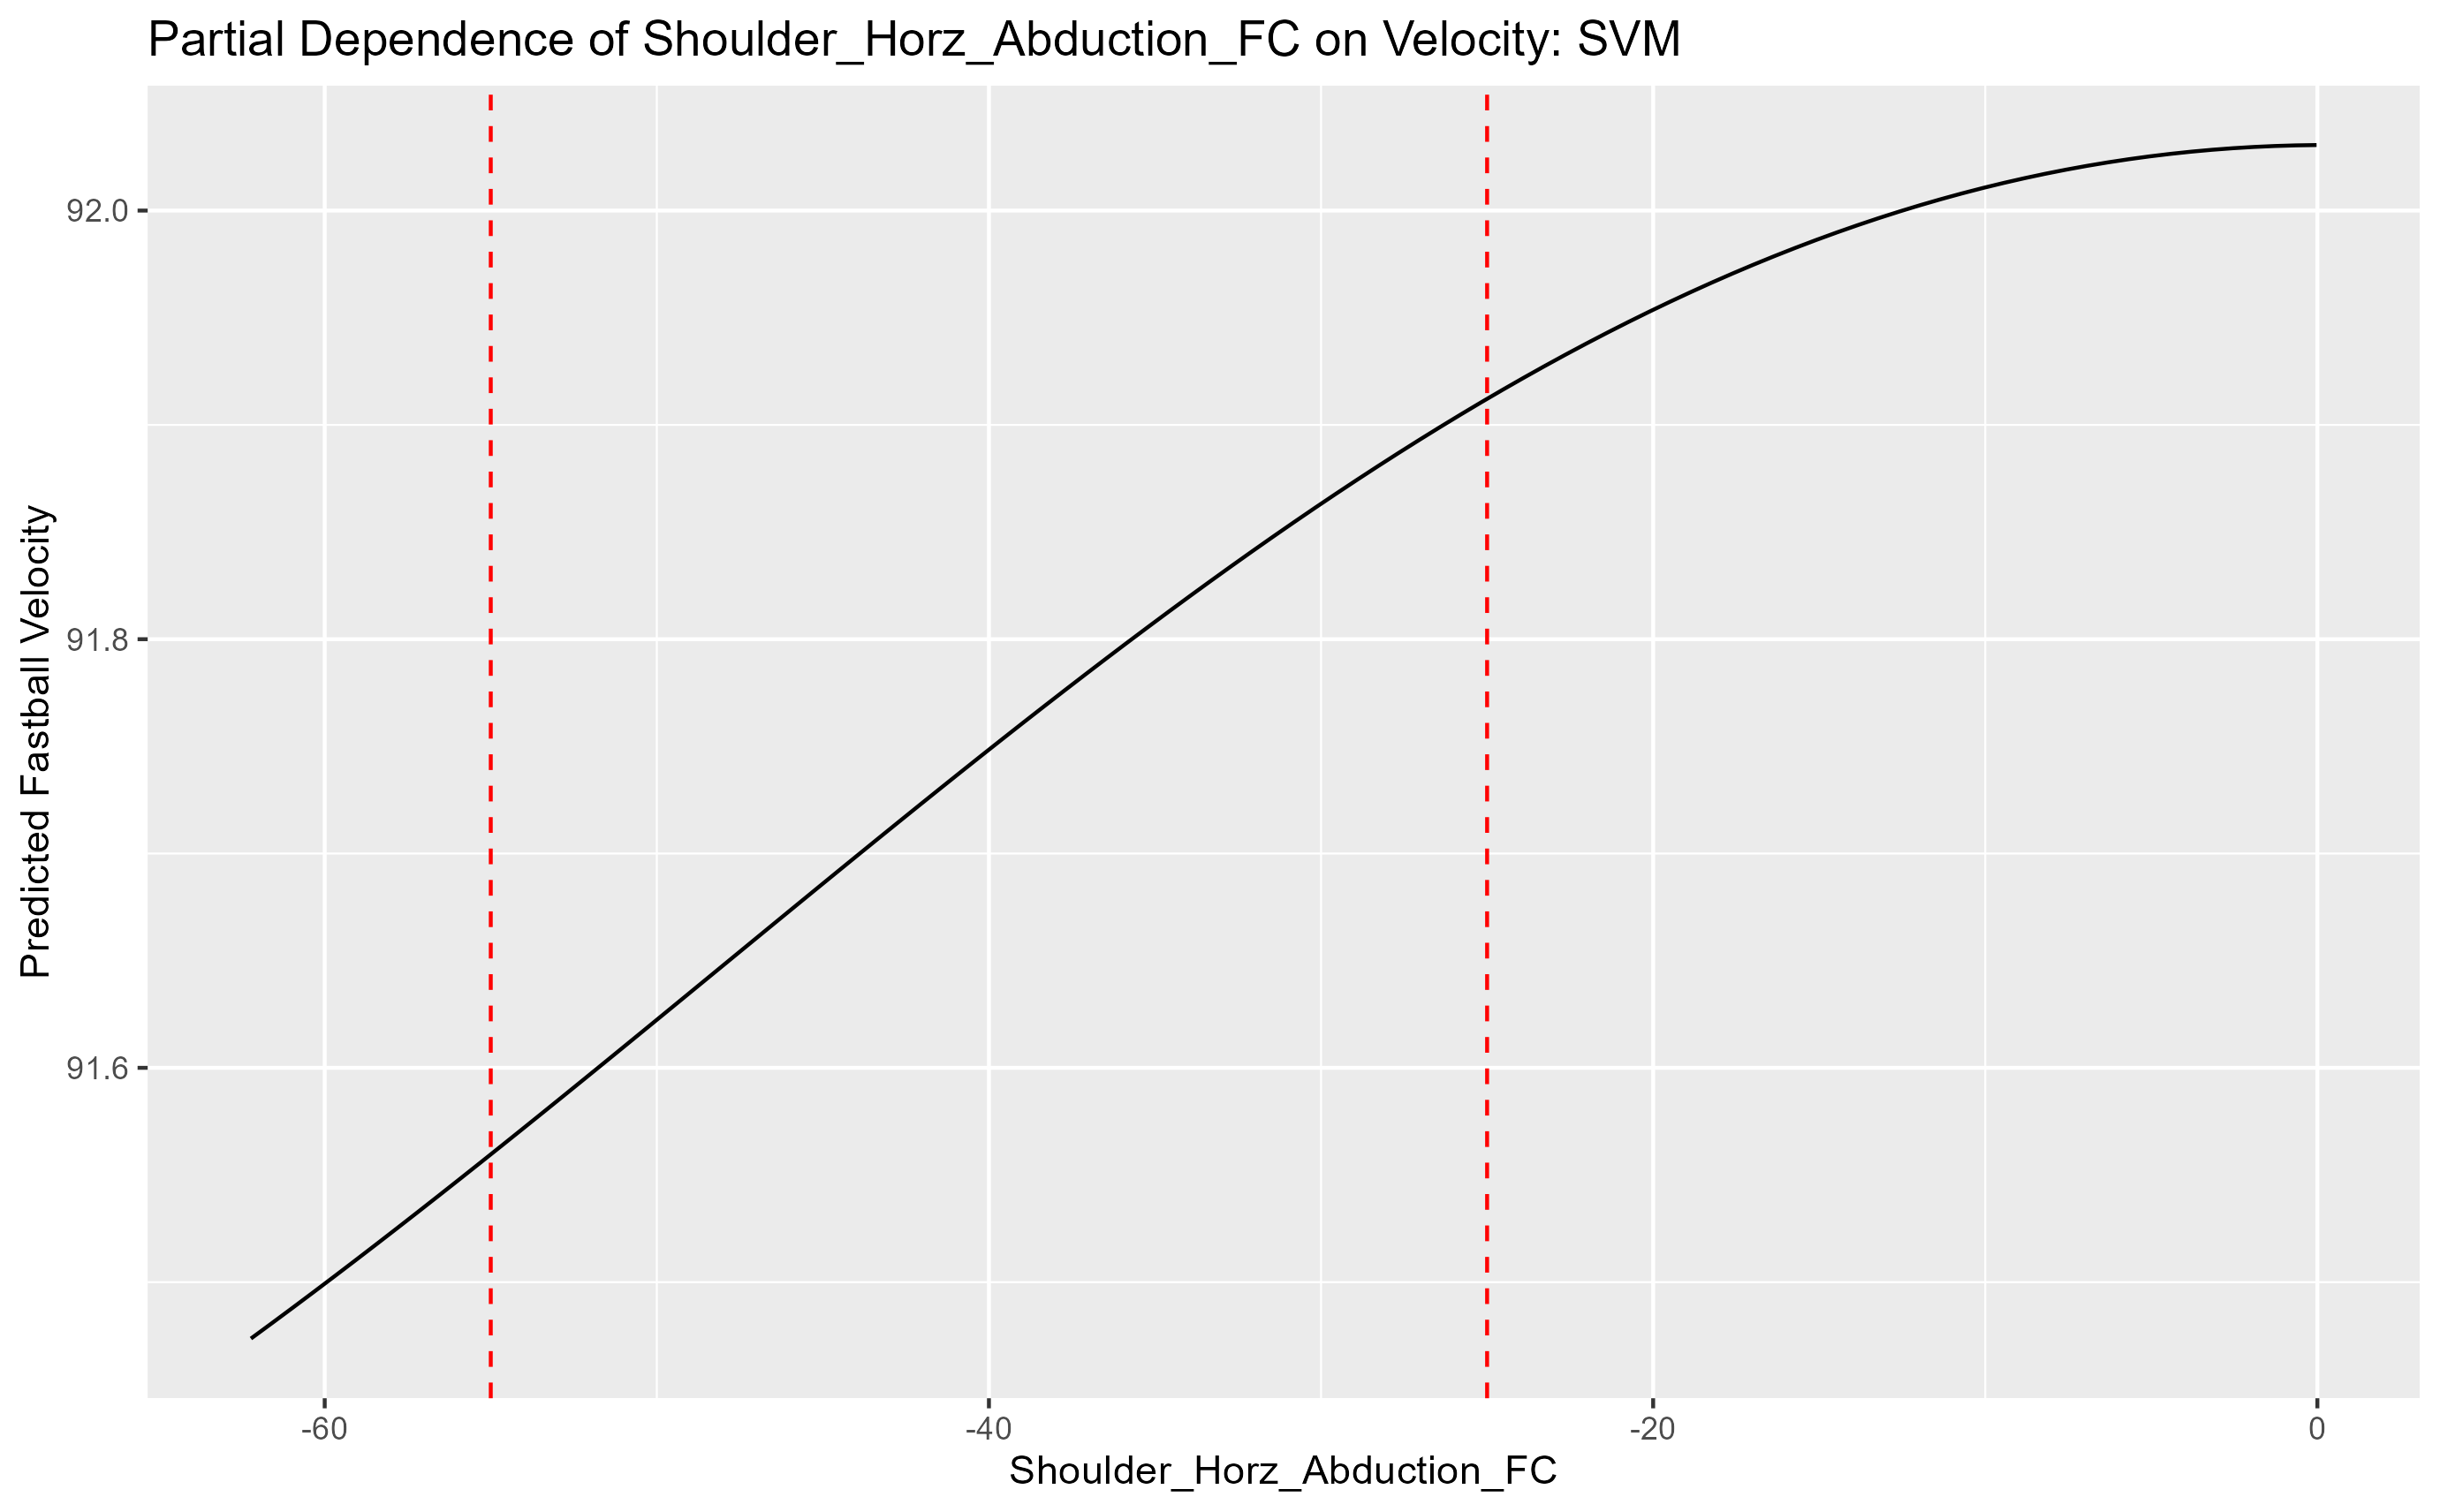 Partial Dependence of Shoulder_Horz_Abduction_FC on Velocity: SVM
Predicted Fastball Velocity
92.0
91.8
91.6
-60
-40
-20
0
Shoulder_Horz_Abduction_FC